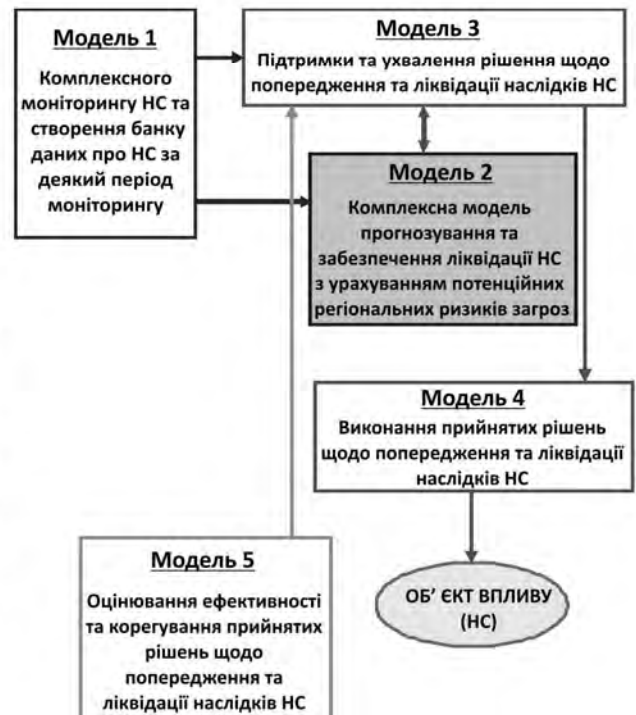 Модель 1
Комплексного
моніторингу НС та
створення банку
даних про НС за
деякий період
моніторингу
Модель 3
Підтримки та ухвалення рішення щодо
попередження та ліквідації наслідків НС
Модель 2
Комплексна модель
прогнозування та
забезпечення ліквідації НС
з урахуванням потенційних
регіональних ризиків загроз
Модель 4
Виконання прийнятих рішень
щодо попередження та ліквідації
наслідків НС
Модель 5
Оцінювання ефективності
та корегування прийнятих
рішень щодо
попередження та
ліквідації наслідків НС
ОБ’ ЄКТ ВПЛИВУ
(НС)